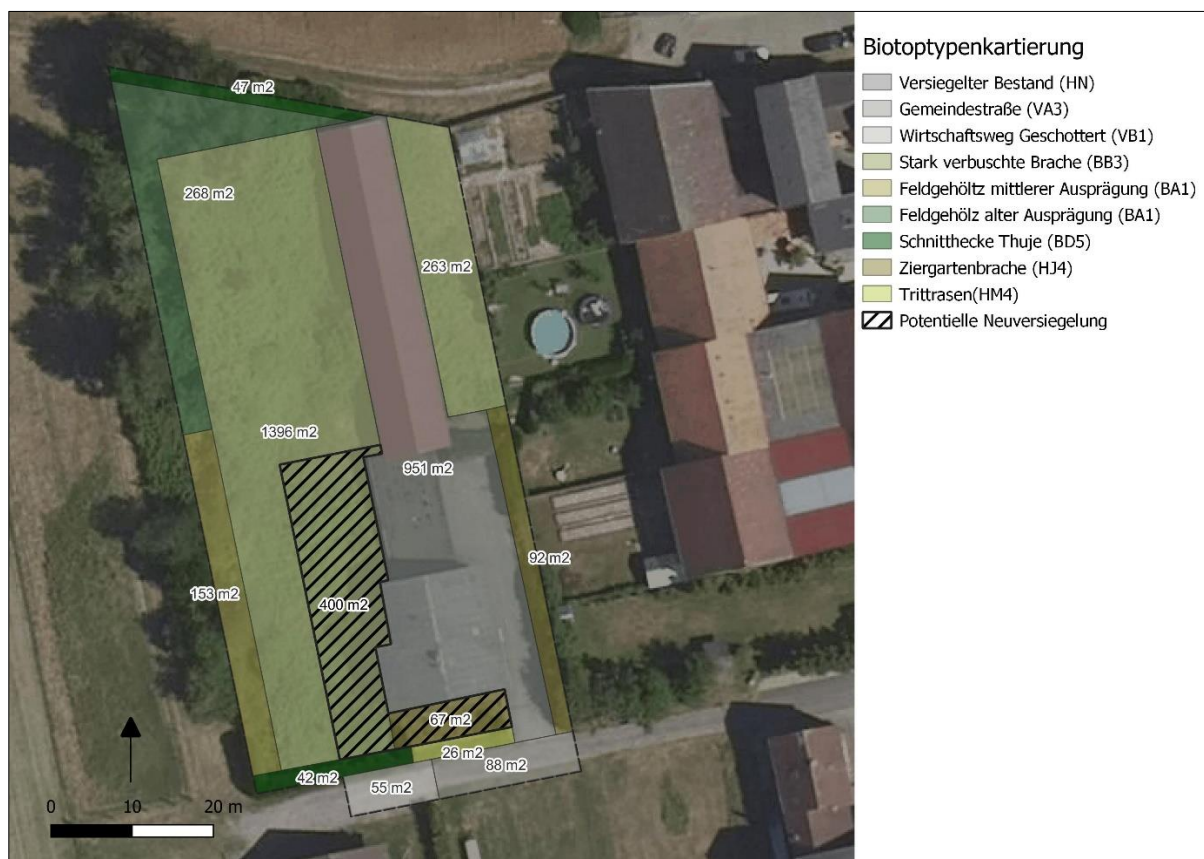 Biotoptypenkartierung
Versiegelter Bestand (HN)
Gemeindestraße (VA3)
Wirtschaftsweg Geschottert (VB1)
Stark verbuschte Brache (BB3)
Feldgehöltz mittlerer Ausprägung (BA1)
Feldgehölz alter Ausprägung (BA1)
Schnitthecke Thuje (BD5)
Ziergartenbrache (HJ4)
Trittrasen(HM4)
Potentielle Neuversiegelung
47 m2
268 m2
263 m2
1396 m2
951 m2
92 m2
153 m2
400 m2
67 m2
26 m2
88 m2
42 m2
55 m2
0 10 20 m